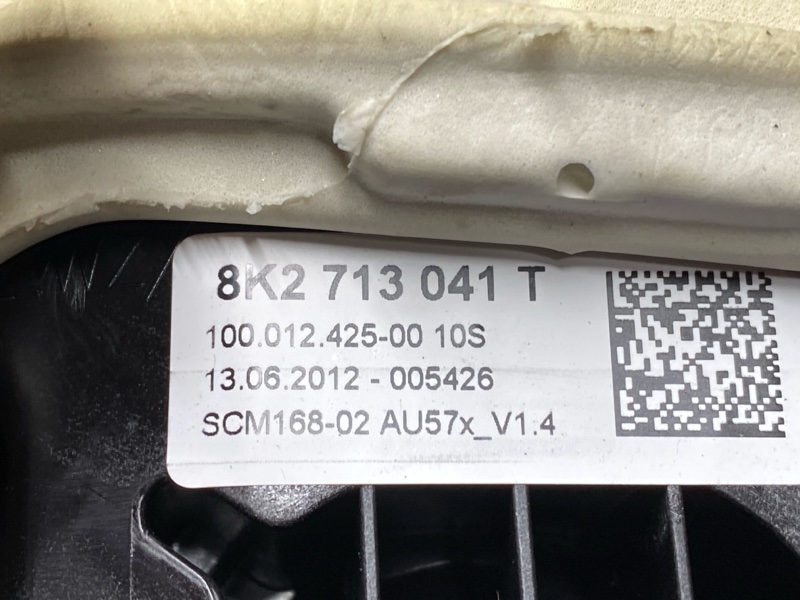 8K2 713 041 T
100.012.425-00 10S
13.06.2012 - 005426
SCM168-02 AU57x_V1.4